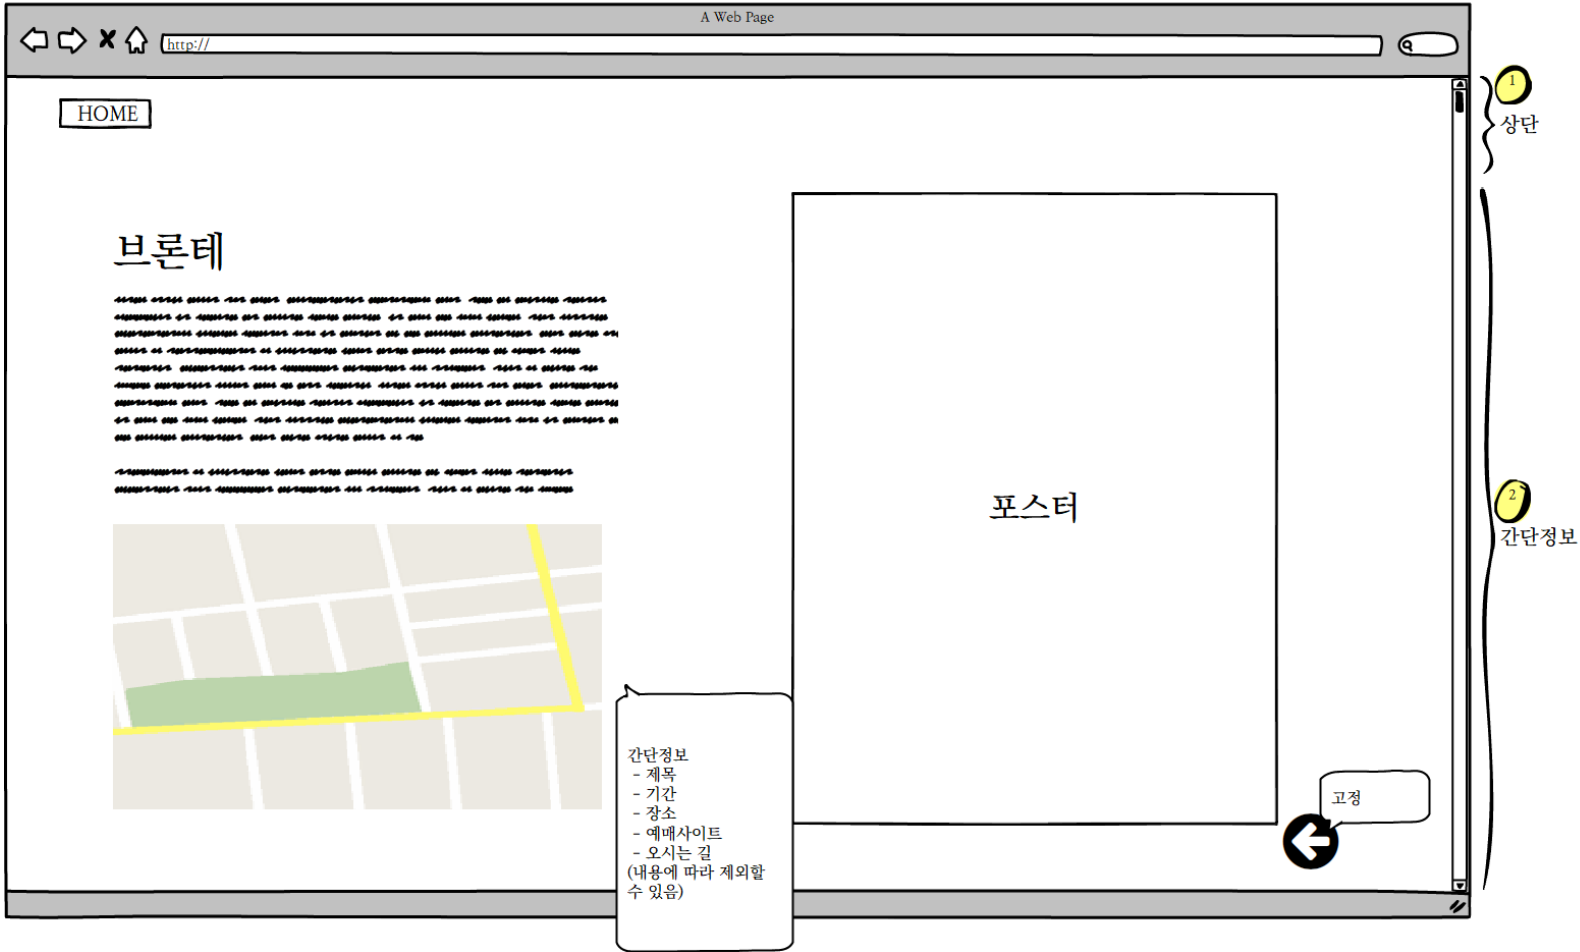 A Web Page
http://
HOME
1
상단
브론테
포스터
2
간단정보
간단정보
- 제목
- 기간
- 장소
- 예매사이트
- 오시는 길
(내용에 따라 제외할
수 있음)
고정